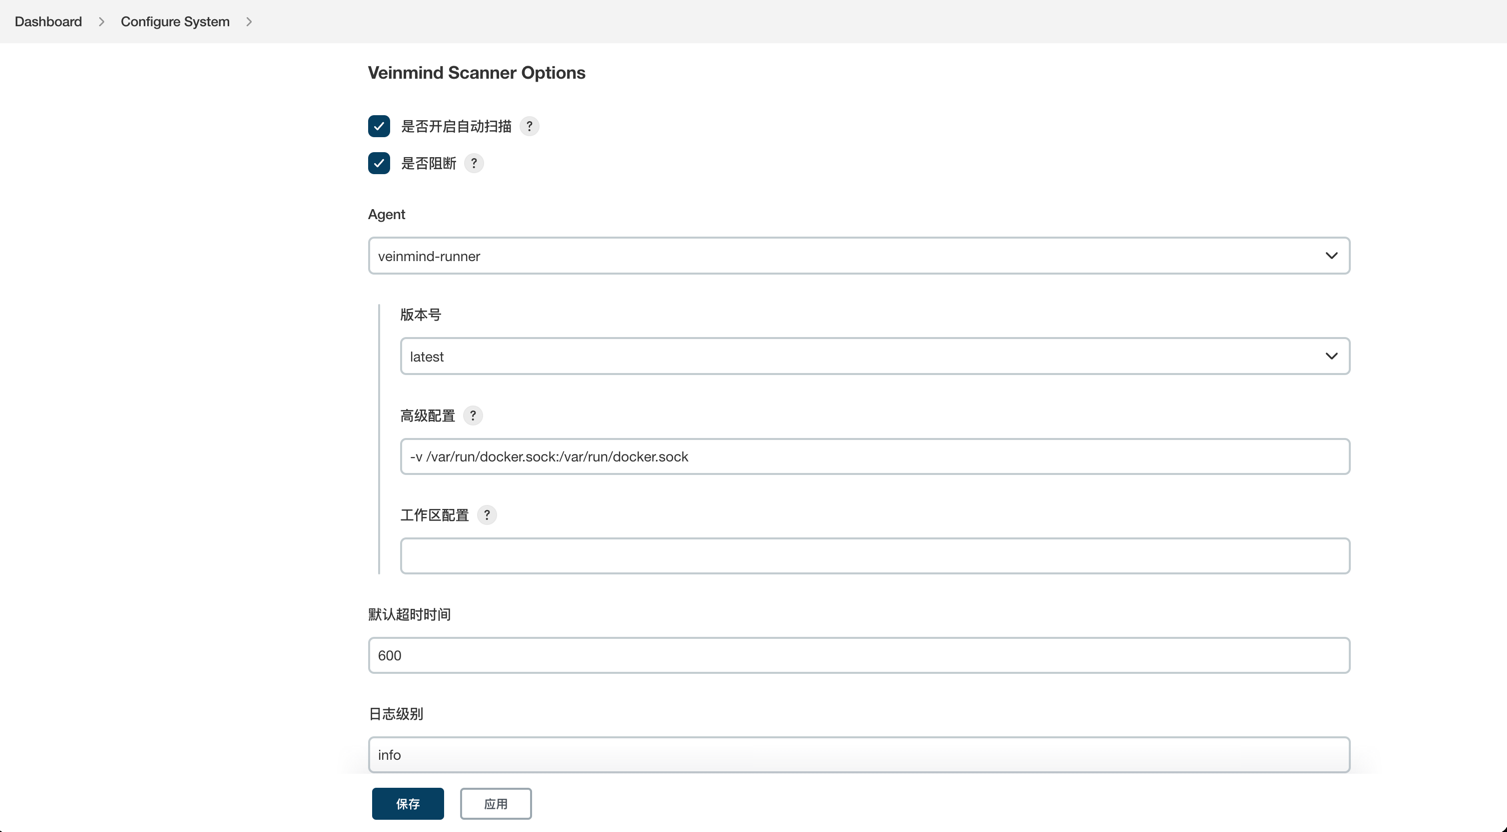 Dashboard > Configure System >
Veinmind Scanner Options
是否开启自动扫描 ?
是否阻断 ?
Agent
veinmind-runner
版本号
latest
高级配置 ?
-v /var/run/docker.sock:/var/run/docker.sock
工作区配置 ?
默认超时时间
600
日志级别
info
保存 应用